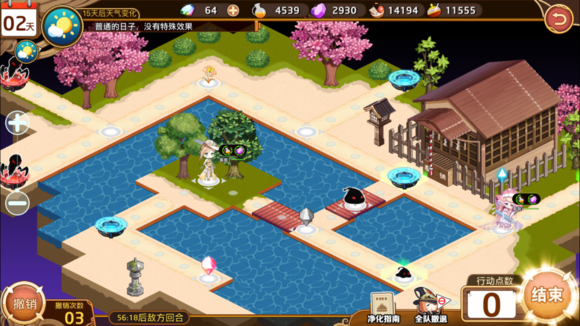 02天
15天后天气变化
普通的日子，没有特殊效果
64
4539
2930
14194
11555
撤销
撤销次数
03
56:18后敌方回合
净化指南
全队撤退
行动点数
0
结束